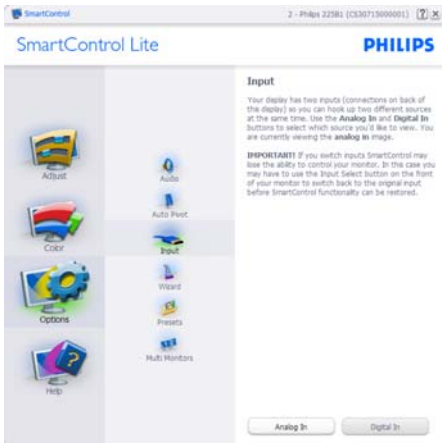 SmartControl
2 - Philips 225B1 (CS30715000001)
SmartControl Lite
PHILIPS
Adjust
Color
Options
Help
Audio
Auto Pivot
Input
Wizard
Presets
Multi Monitors
Input
Your display has two inputs (connections on back of
the display) so you can hook up two different sources
at the same time. Use the Analog In and Digital In
buttons to select which source you'd like to view. You
are currently viewing the analog in image.
IMPORTANT! If you switch inputs SmartControl may
lose the ability to control your monitor. In the case you
may have to use the Input Select button on the front
of your monitor to switch back to the original input
before SmartControl functionality can be restored.
Analog In
Digital In